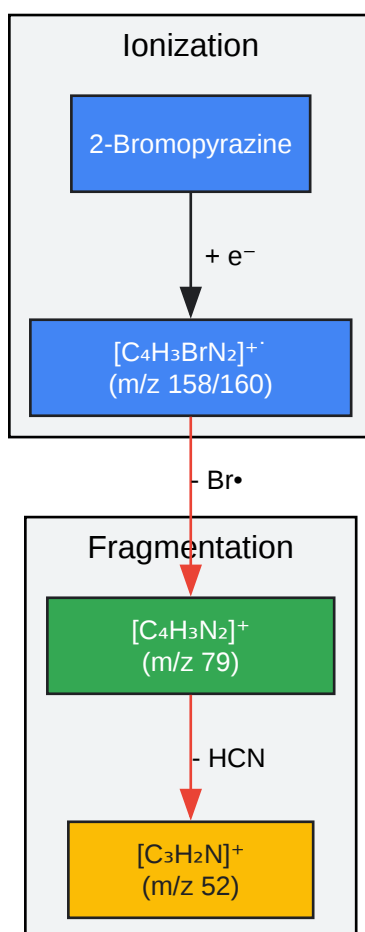 Ionization
2-Bromopyrazine
+ e⁻
[C₄H₃BrN₂]⁺˙
(m/z 158/160)
- Br•
Fragmentation
[C₄H₃N₂]⁺
(m/z 79)
- HCN
[C₃H₂N]⁺
(m/z 52)